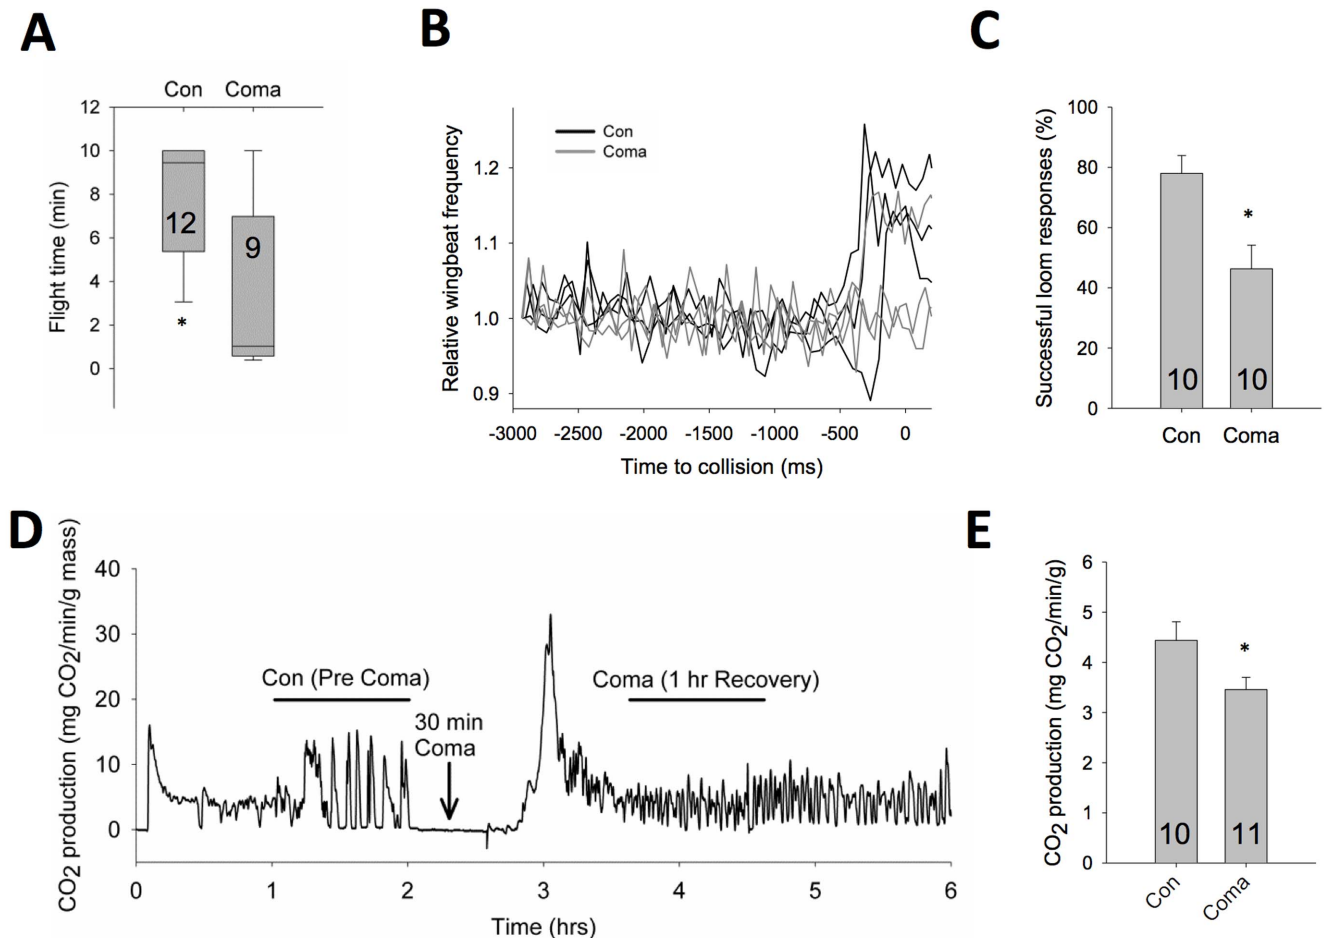 A
Con Coma
12
10
8
6
4
2
0
Flight time (min)
12
9
*
B
Con
Coma
Relative wingbeat frequency
1.2
1.1
1.0
0.9
-3000 -2500 -2000 -1500 -1000 -500 0
Time to collision (ms)
C
Successful loom responses (%)
100
80
60
40
20
0
*
10 10
Con Coma
D
CO2 production (mg CO2/min/g mass)
40
30
20
10
0
Con (Pre Coma)
30 min
Coma
Coma (1 hr Recovery)
0 1 2 3 4 5 6
Time (hrs)
E
CO2 production (mg CO2/min/g)
6
5
4
3
2
1
0
*
10 11
Con Coma